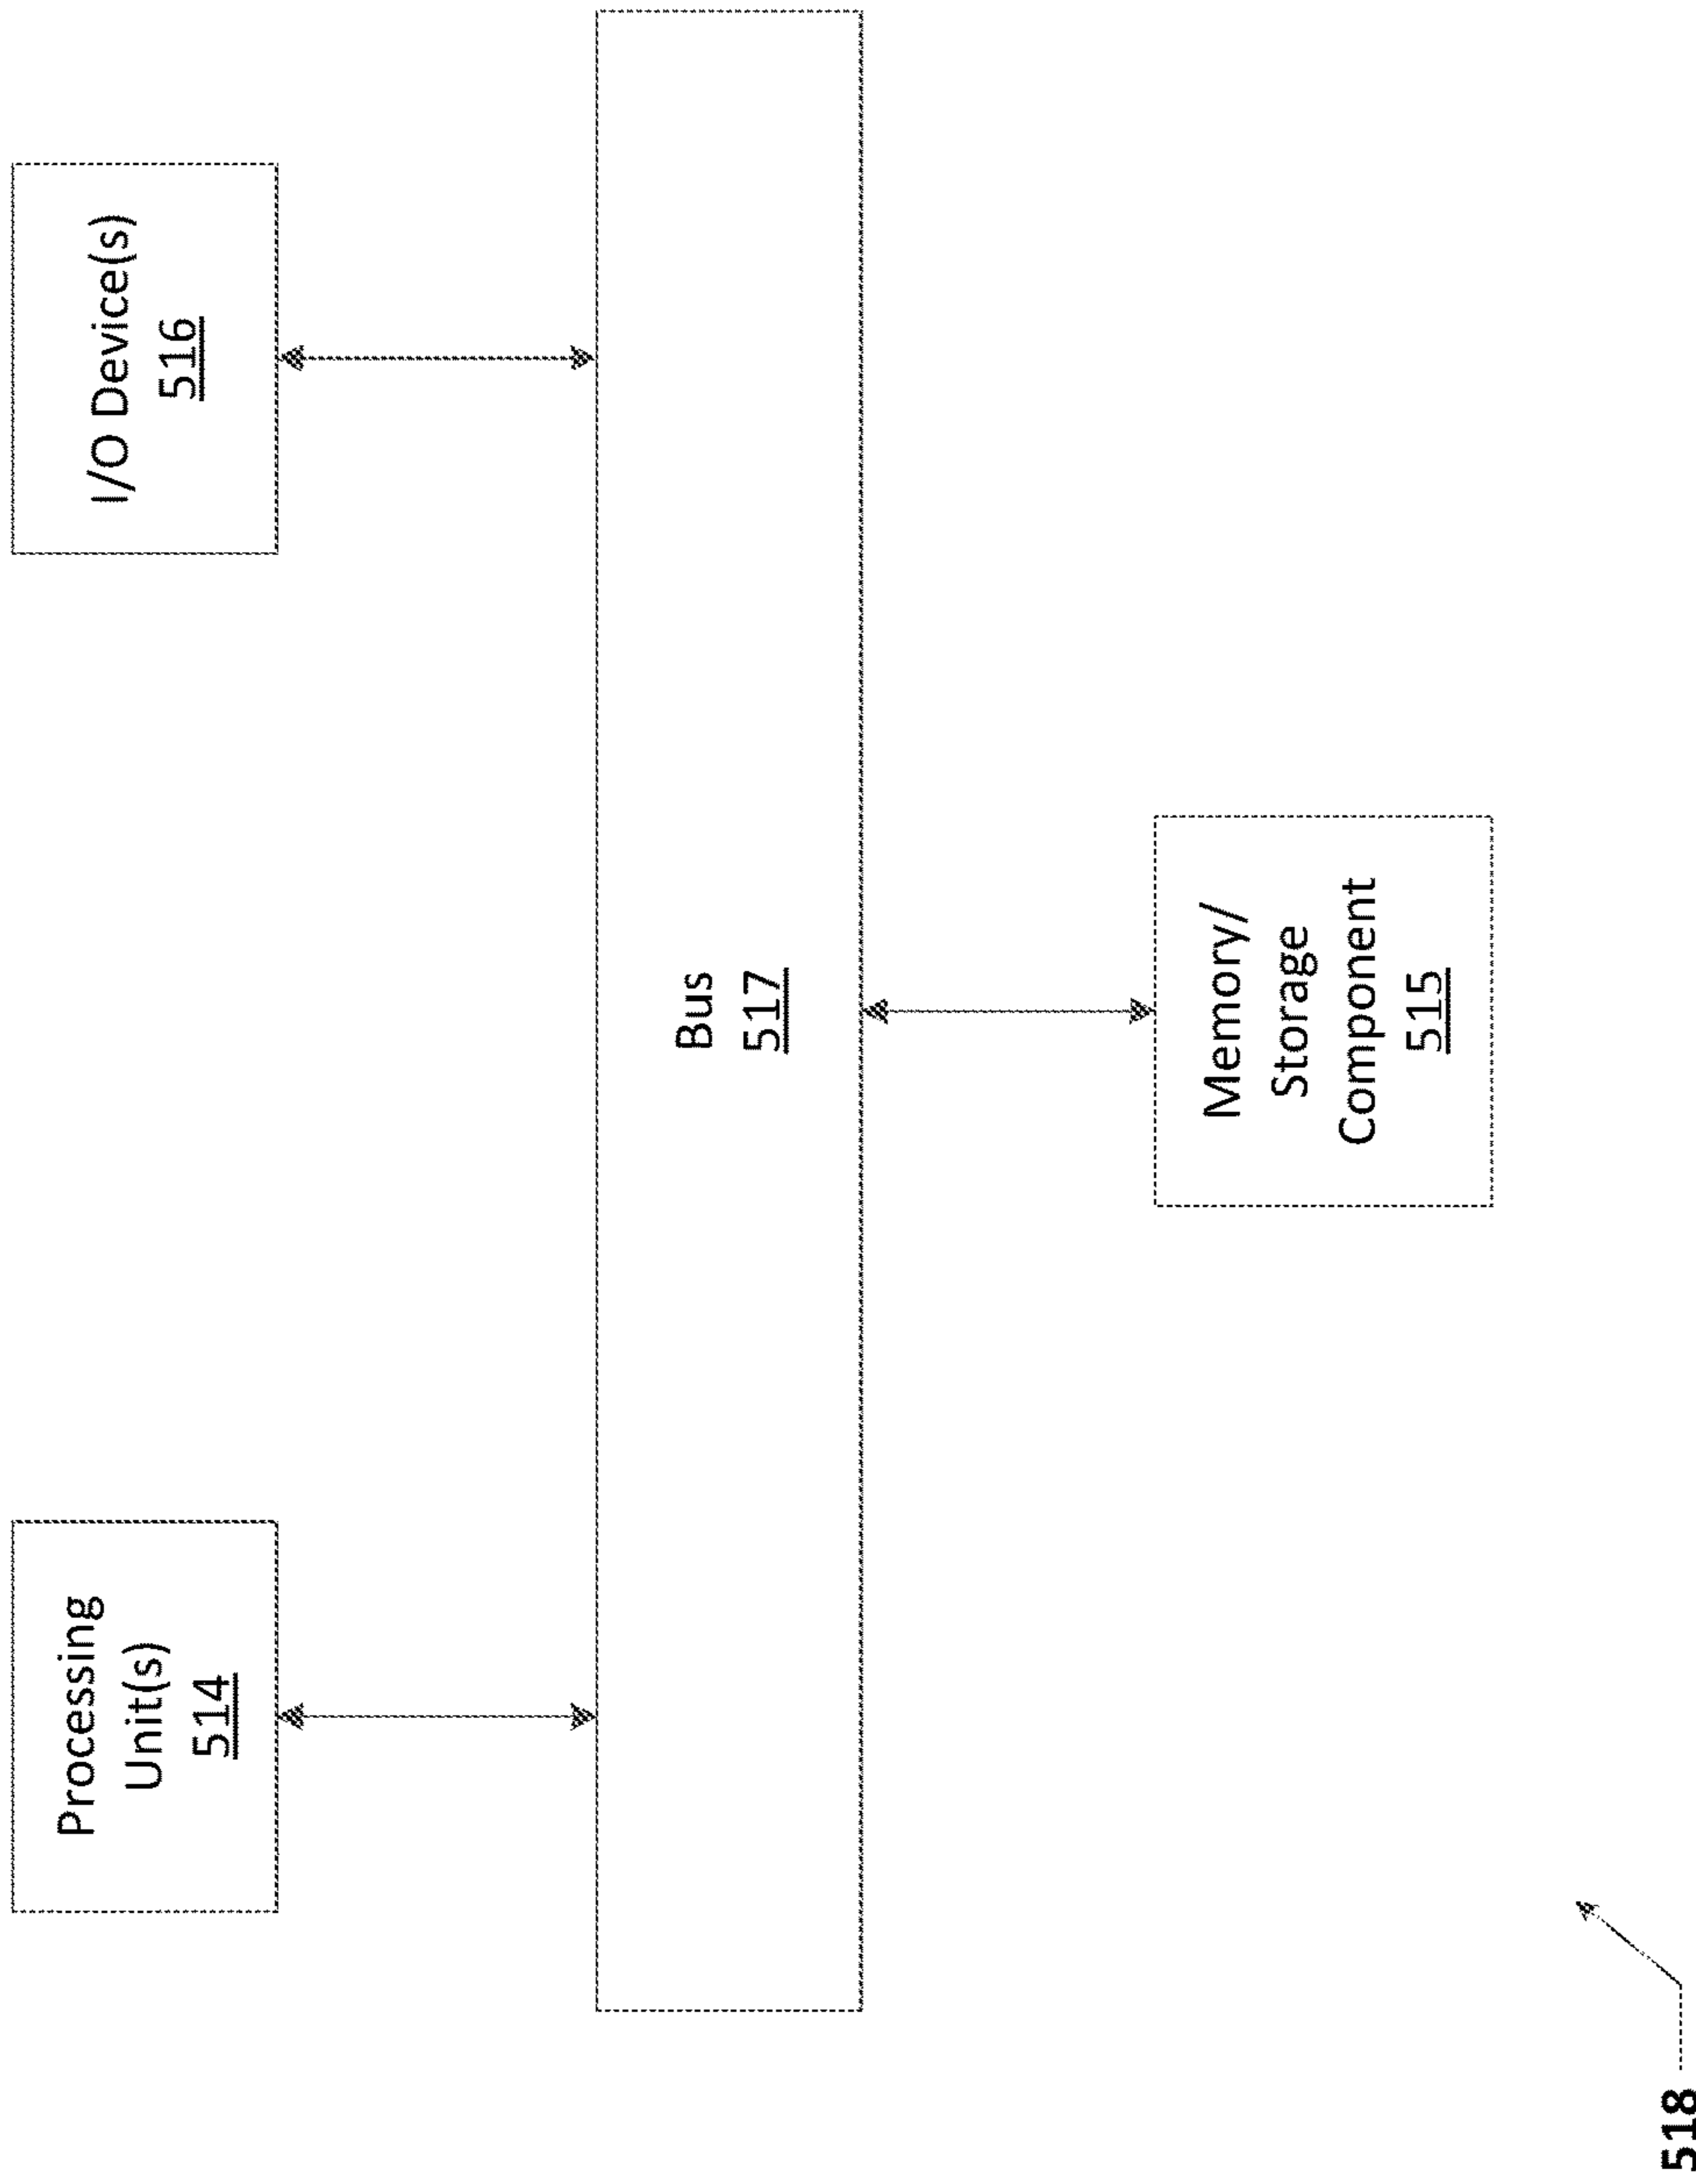 Processing
Unit(s)
514
I/O Device(s)
516
Bus
517
Memory/
Storage
Component
515
518